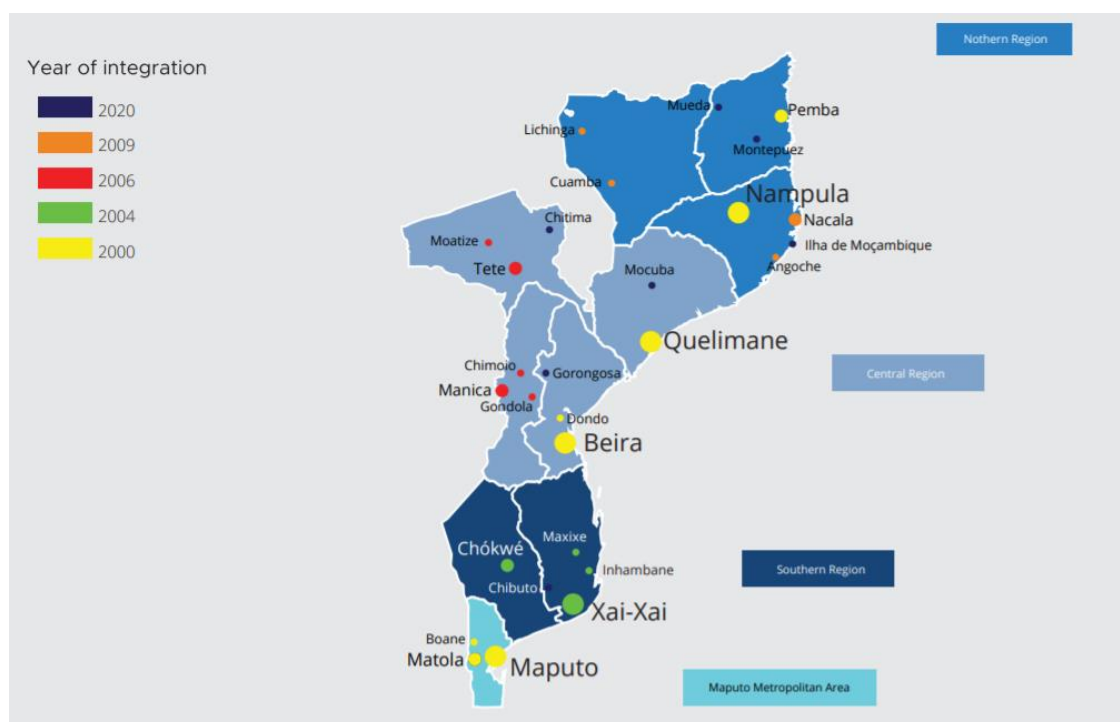 Nothern Region
Year of integration
2020
2009
2006
2004
2000
Mueda
Pemba
Lichinga
Montepuez
Cuamba
Nampula
Chitima
Nacala
Moatize
Ilha de Moçambique
Tete
Mocuba
Angoche
Quelimane
Chimoio
Gorongosa
Central Region
Manica
Gondola
Dondo
Beira
Chókwé
Maxixe
Inhambane
Southern Region
Chibuto
Xai-Xai
Boane
Matola
Maputo
Maputo Metropolitan Area